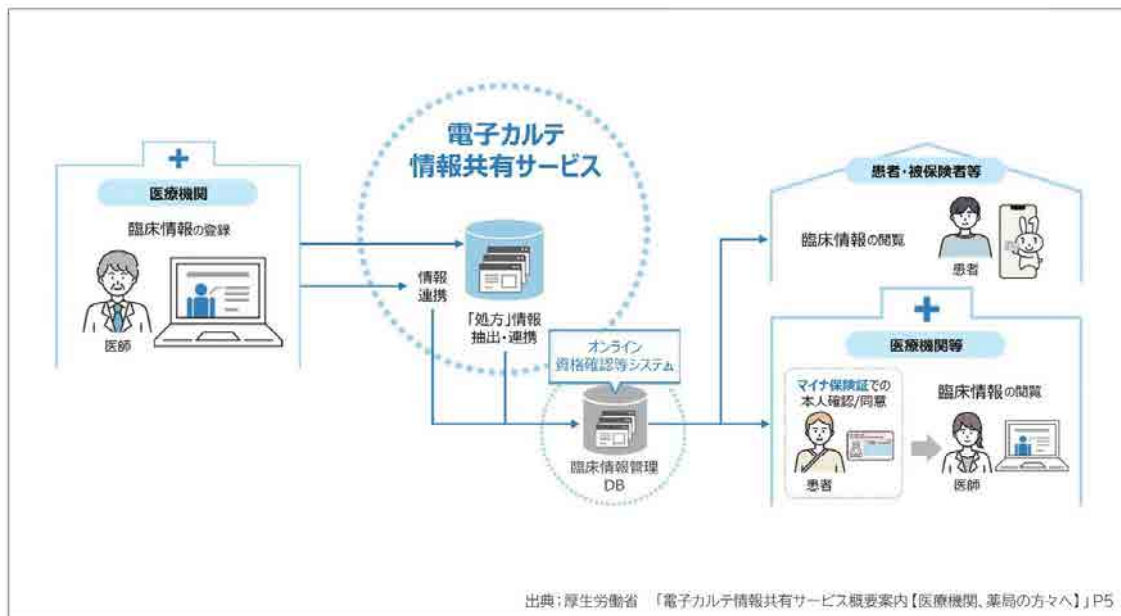 電子カルテ
情報共有サービス
医療機関
臨床情報の登録
医師
情報
連携
「処方」情報
抽出・連携
オンライン
資格確認等システム
臨床情報管理
DB
患者・被保険者等
臨床情報の閲覧
患者
医療機関等
マイナ保険証での
本人確認/同意
患者
臨床情報の閲覧
医師
出典；厚生労働省 「電子カルテ情報共有サービス概要案内【医療機関、薬局の方々へ】」P5